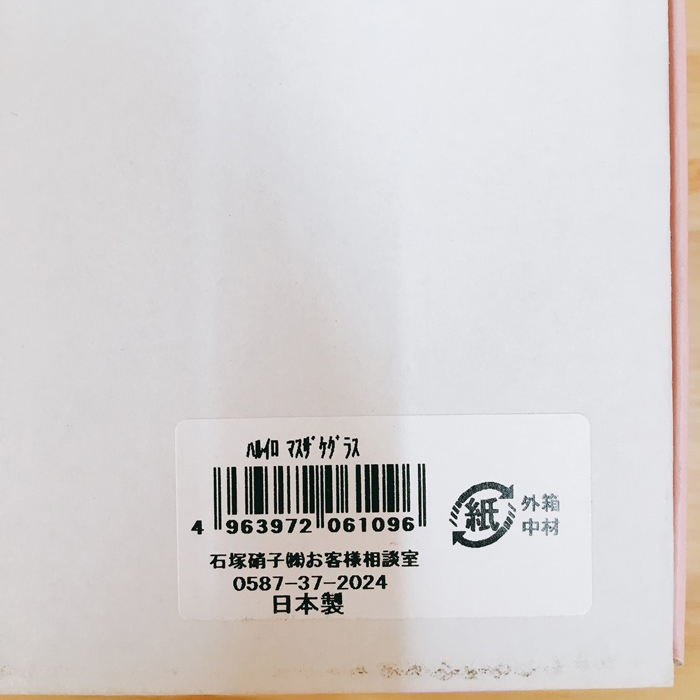 ﾊﾙｲﾛ ﾏｽｻﾞｹｸﾞﾗｽ
4 963972 061096
石塚硝子㈱お客様相談室
0587-37-2024
日本製
紙
外箱
中材